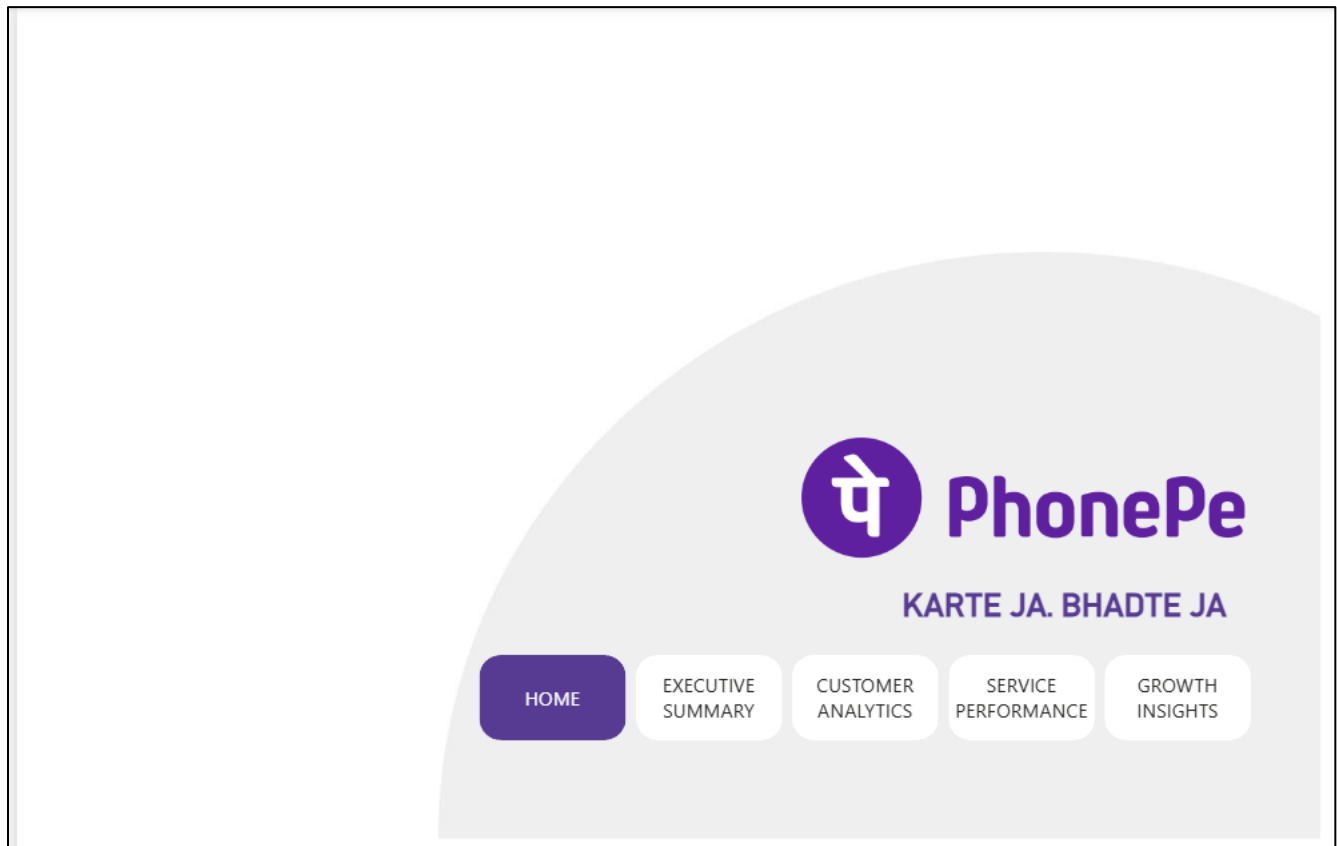 पे PhonePe
KARTE JA. BHADTE JA
HOME
EXECUTIVE
SUMMARY
CUSTOMER
ANALYTICS
SERVICE
PERFORMANCE
GROWTH
INSIGHTS